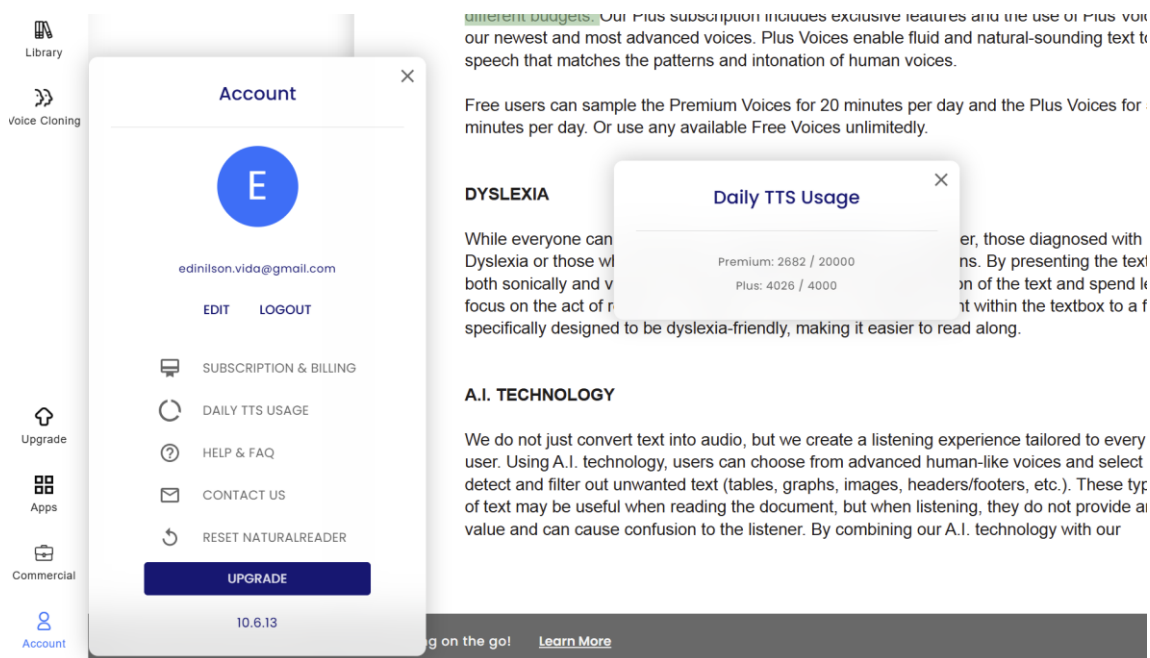 Library
Voice Cloning
Upgrade
Apps
Commercial
Account
Account
E
edinilson.vida@gmail.com
EDIT LOGOUT
SUBSCRIPTION & BILLING
DAILY TTS USAGE
HELP & FAQ
CONTACT US
RESET NATURALREADER
UPGRADE
10.6.13
different budgets. Our Plus subscription includes exclusive features and the use of Plus
our newest and most advanced voices. Plus Voices enable fluid and natural-sounding text
speech that matches the patterns and intonation of human voices.
Free users can sample the Premium Voices for 20 minutes per day and the Plus Voices for
minutes per day. Or use any available Free Voices unlimitedly.
DYSLEXIA
While everyone can er, those diagnosed with
Dyslexia or those ns. By presenting the text
both sonically and on of the text and spend
focus on the act of nt within the textbox to a
specifically designed to be dyslexia-friendly, making it easier to read along.
Daily TTS Usage
Premium: 2682 / 20000
Plus: 4026 / 4000
A.I. TECHNOLOGY
We do not just convert text into audio, but we create a listening experience tailored to every
user. Using A.I. technology, users can choose from advanced human-like voices and select
detect and filter out unwanted text (tables, graphs, images, headers/footers, etc.). These
of text may be useful when reading the document, but when listening, they do not provide
value and can cause confusion to the listener. By combining our A.I. technology with our
g on the go! Learn More